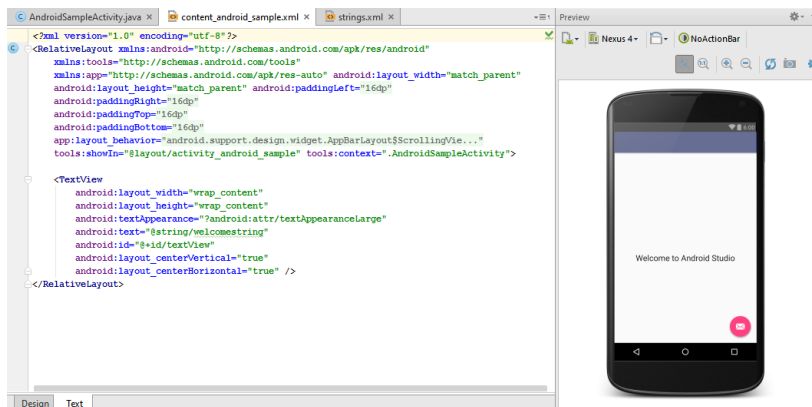 AndroidSampleActivity.java × content_android_sample.xml × strings.xml × Preview
<?xml version="1.0" encoding="utf-8"?>
<RelativeLayout xmlns:android="http://schemas.android.com/apk/res/android"
xmlns:tools="http://schemas.android.com/tools"
xmlns:app="http://schemas.android.com/apk/res-auto" android:layout_width="match_parent"
android:layout_height="match_parent" android:paddingLeft="16dp"
android:paddingRight="16dp"
android:paddingTop="16dp"
android:paddingBottom="16dp"
app:layout_behavior="android.support.design.widget.AppBarLayout$ScrollingVie..."
tools:showIn="@layout/activity_android_sample" tools:context=".AndroidSampleActivity">
<TextView
android:layout_width="wrap_content"
android:layout_height="wrap_content"
android:textAppearance="?android:attr/textAppearanceLarge"
android:text="@string/welcomestring"
android:id="@+id/textView"
android:layout_centerVertical="true"
android:layout_centerHorizontal="true" />
</RelativeLayout>
Design Text
Nexus 4 NoActionBar
6:00
Welcome to Android Studio